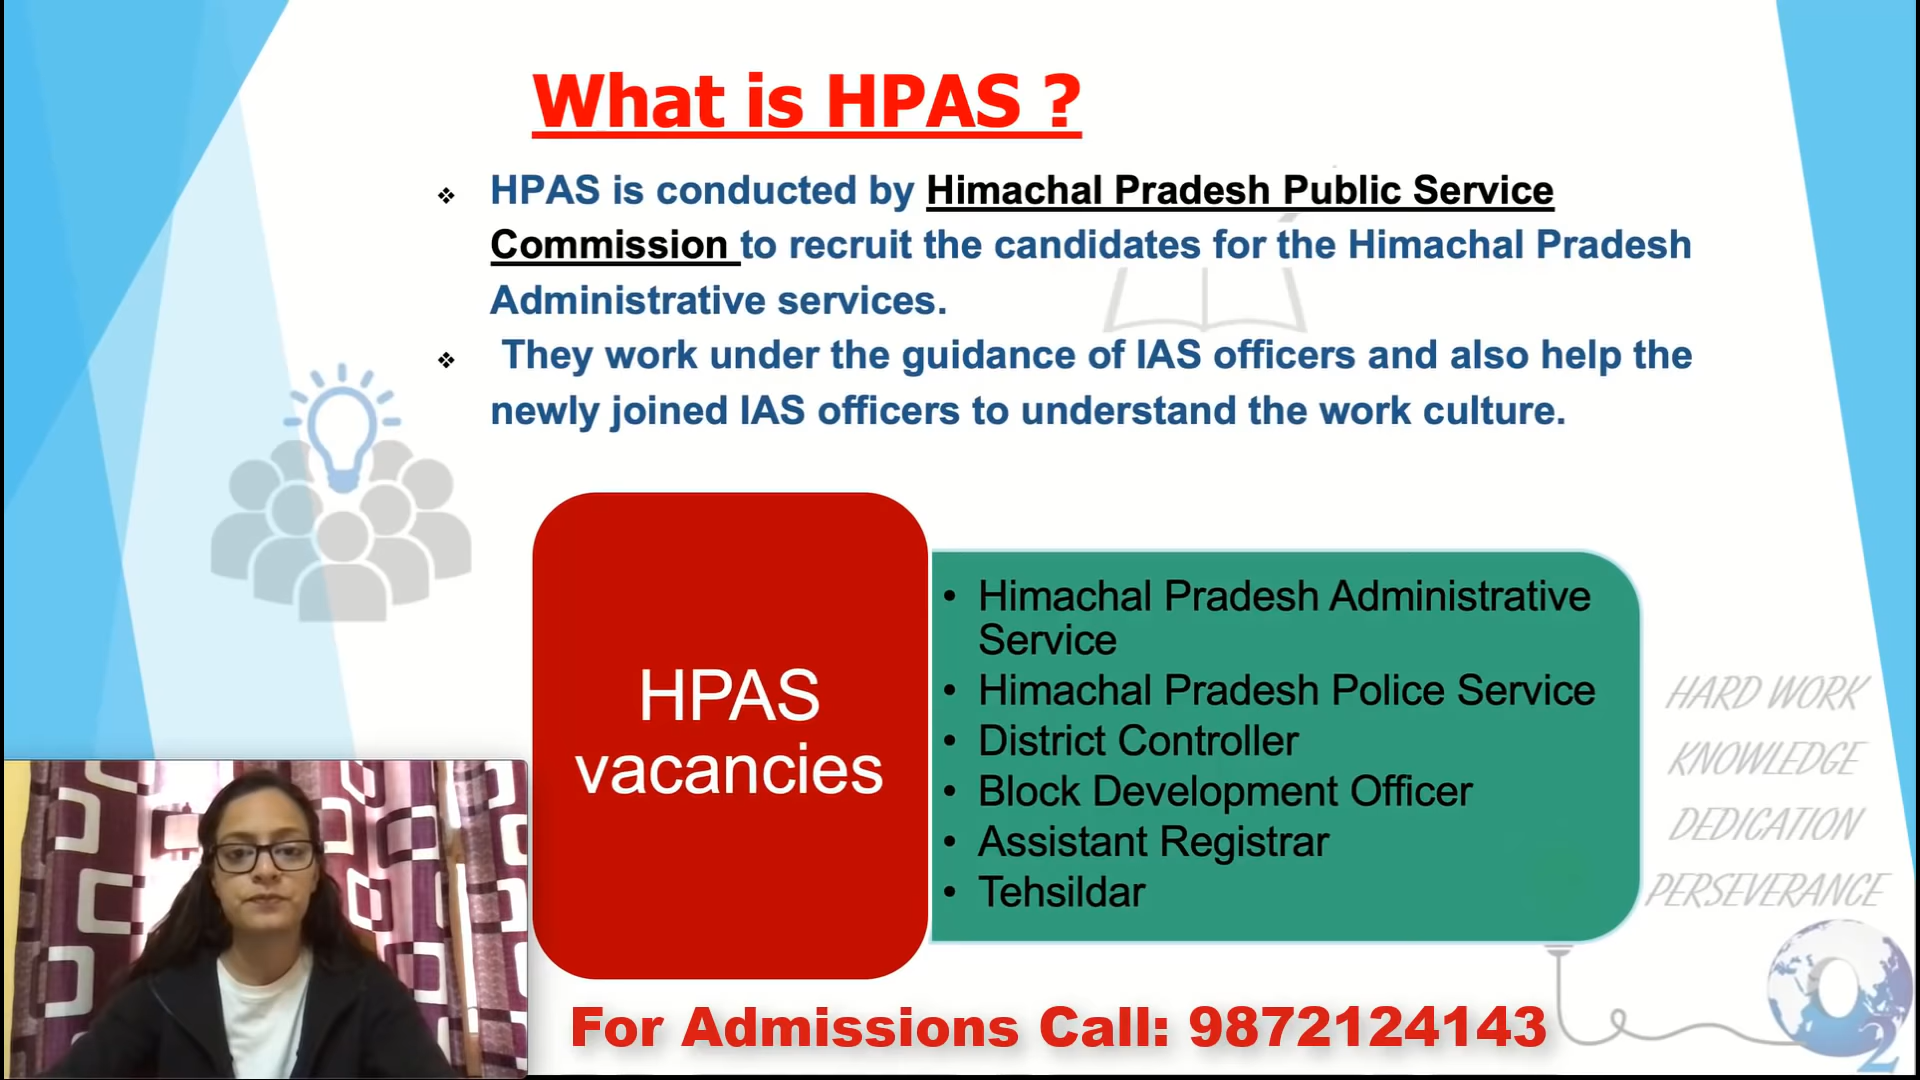 What is HPAS ?
❖ HPAS is conducted by Himachal Pradesh Public Service
Commission to recruit the candidates for the Himachal Pradesh
Administrative services.
❖ They work under the guidance of IAS officers and also help the
newly joined IAS officers to understand the work culture.
HPAS
vacancies
• Himachal Pradesh Administrative
Service
• Himachal Pradesh Police Service
• District Controller
• Block Development Officer
• Assistant Registrar
• Tehsildar
HARD WORK
KNOWLEDGE
DEDICATION
PERSEVERANCE
O2
For Admissions Call: 9872124143